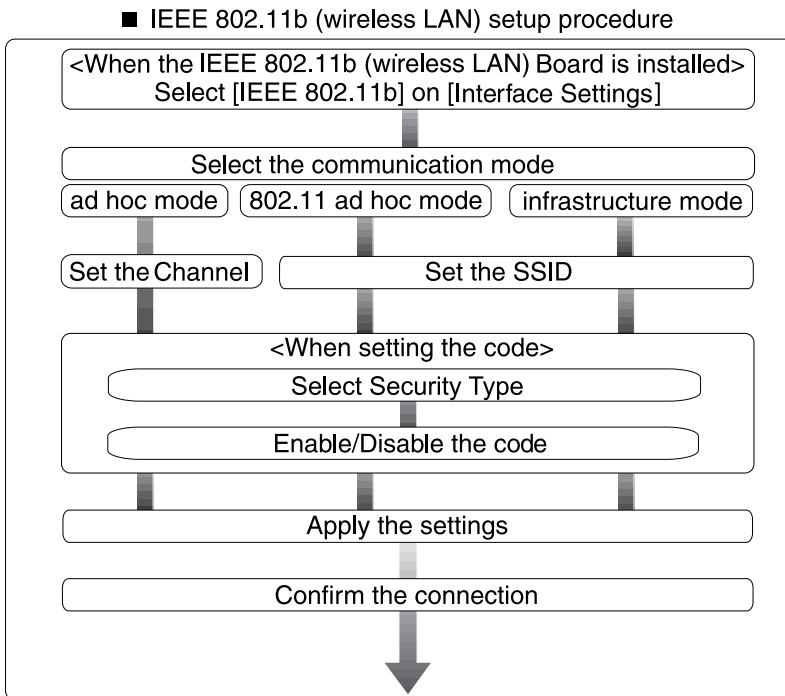 ■ IEEE 802.11b (wireless LAN) setup procedure
<When the IEEE 802.11b (wireless LAN) Board is installed>
Select [IEEE 802.11b] on [Interface Settings]
Select the communication mode
ad hoc mode
802.11 ad hoc mode
infrastructure mode
Set the Channel
Set the SSID
<When setting the code>
Select Security Type
Enable/Disable the code
Apply the settings
Confirm the connection